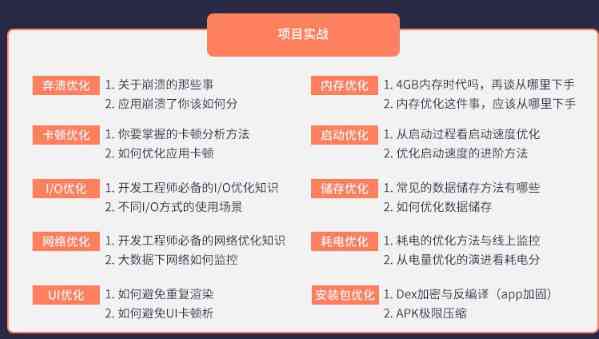 项目实战
弃溃优化
1. 关于崩溃的那些事
2. 应用崩溃了你该如何分
卡顿优化
1. 你要掌握的卡顿分析方法
2. 如何优化应用卡顿
I/O优化
1. 开发工程师必备的I/O优化知识
2. 不同I/O方式的使用场景
网络优化
1. 开发工程师必备的网络优化知识
2. 大数据下网络如何监控
UI优化
1. 如何避免重复渲染
2. 如何避免UI卡顿析
内存优化
1. 4GB内存时代吗，再谈从哪里下手
2. 内存优化这件事，应该从哪里下手
启动优化
1. 从启动过程看启动速度优化
2. 优化启动速度的进阶方法
储存优化
1. 常见的数据储存方法有哪些
2. 如何优化数据储存
耗电优化
1. 耗电的优化方法与线上监控
2. 从电量优化的演进看耗电分
安装包优化
1. Dex加密与反编译（app加固）
2. APK极限压缩